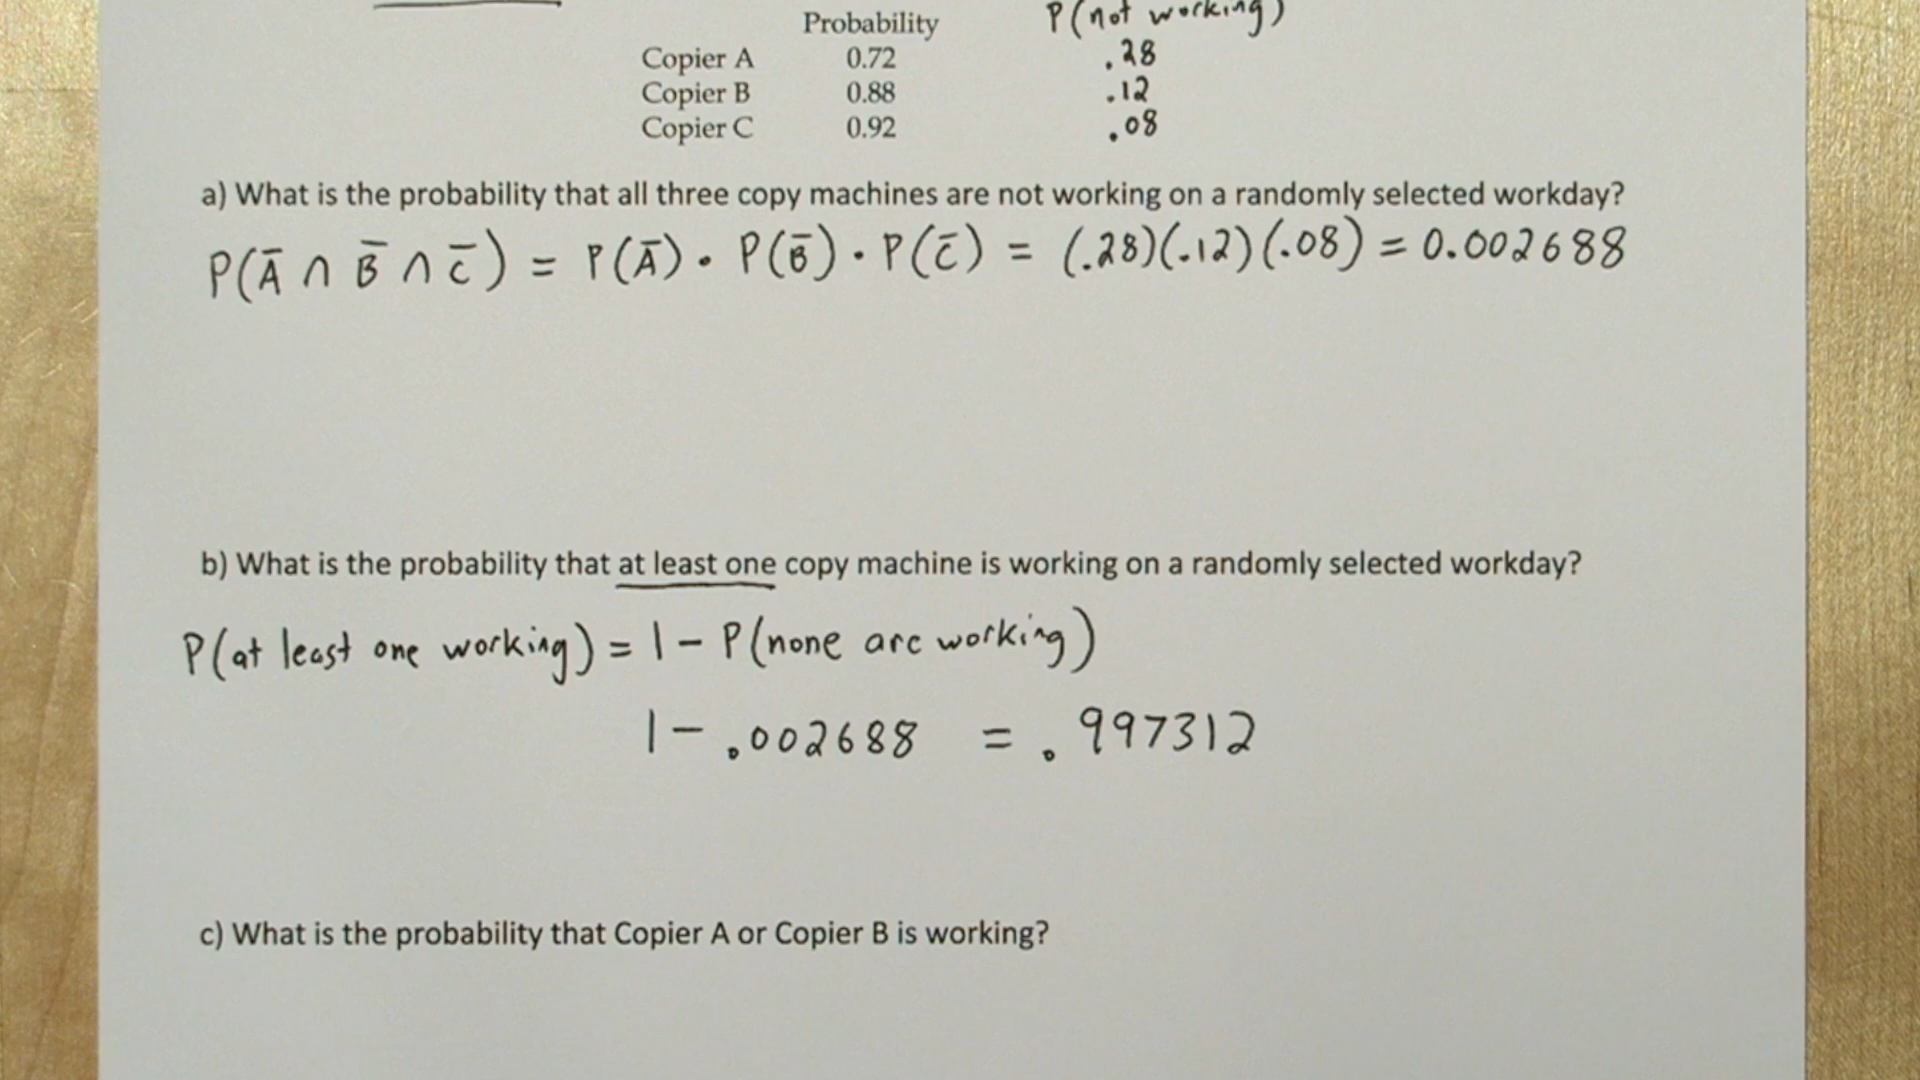 Probability P(not working)
Copier A 0.72 .28
Copier B 0.88 .12
Copier C 0.92 .08
a) What is the probability that all three copy machines are not working on a randomly selected workday?
P(A̅ ∩ B̅ ∩ C̅) = P(A̅) · P(B̅) · P(C̅) = (.28)(.12)(.08) = 0.002688
b) What is the probability that at least one copy machine is working on a randomly selected workday?
P(at least one working) = 1 - P(none are working)
1 - .002688 = .997312
c) What is the probability that Copier A or Copier B is working?